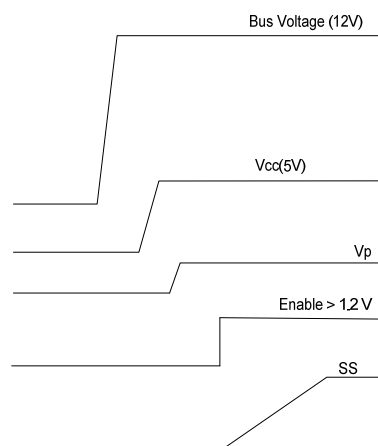 Bus Voltage (12V)
Vcc(5V)
Vp
Enable > 1.2 V
SS